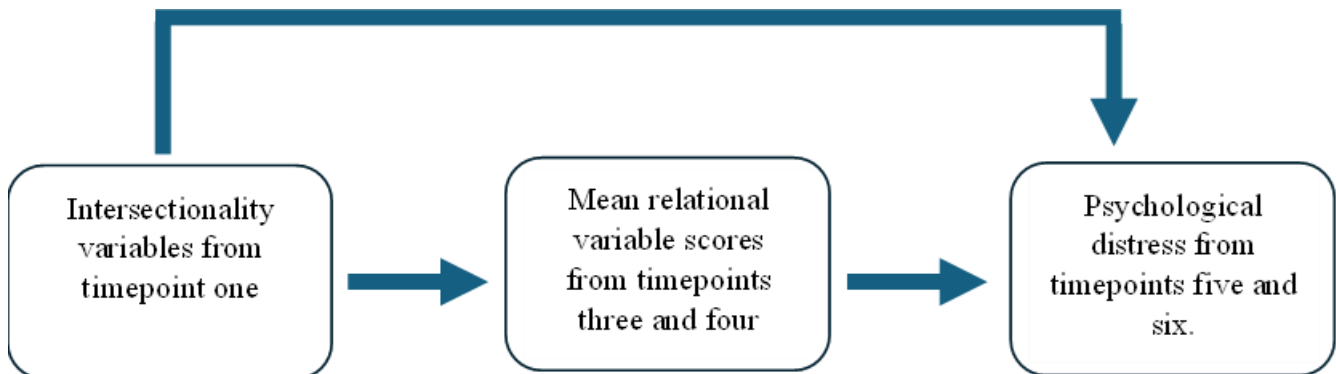 Intersectionality
variables from
timepoint one
Mean relational
variable scores
from timepoints
three and four
Psychological
distress from
timepoints five and
six.